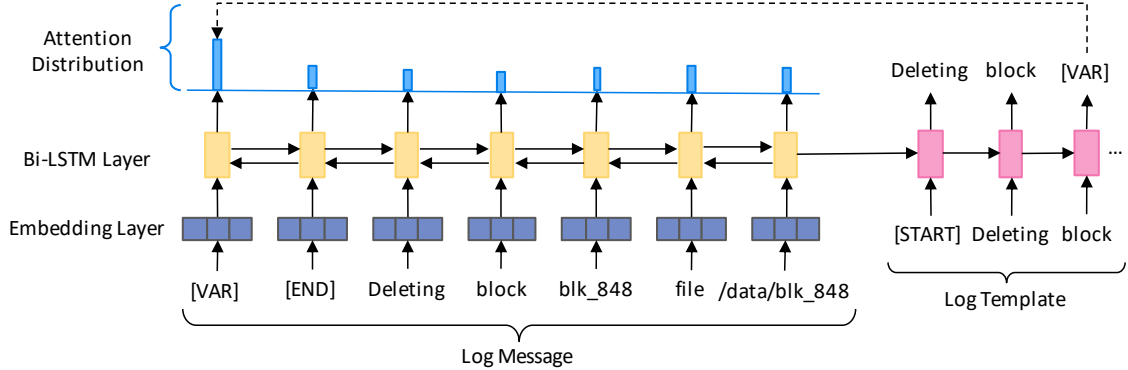 Attention
Distribution
Deleting block [VAR]
Bi-LSTM Layer
...
Embedding Layer
[START] Deleting block
[VAR] [END] Deleting block blk_848 file /data/blk_848
Log Template
Log Message